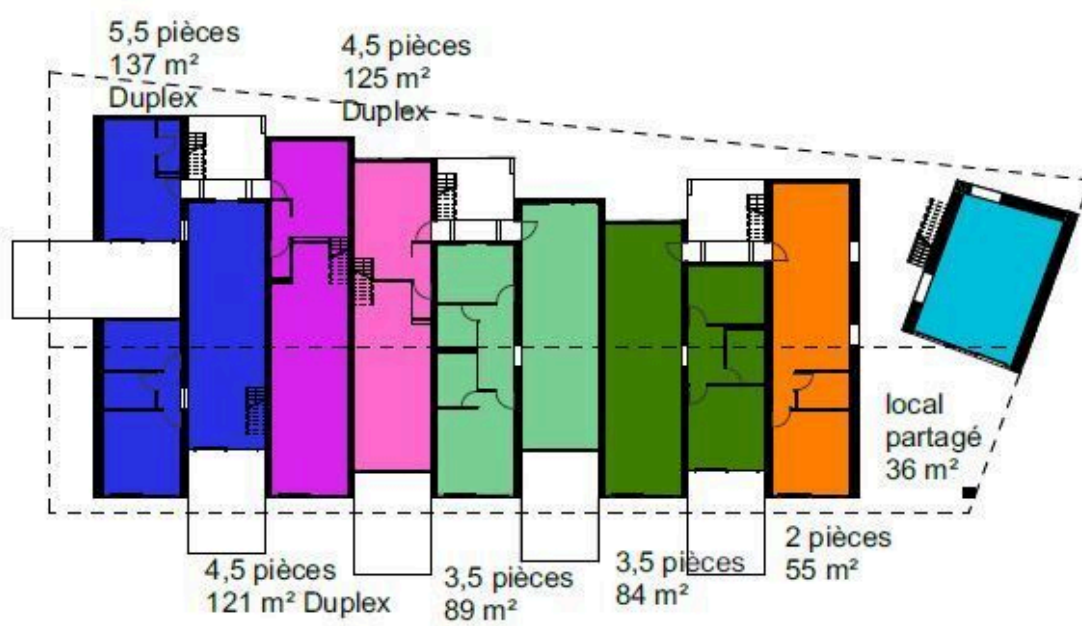 5,5 pièces
137 m²
Duplex
4,5 pièces
125 m²
Duplex
local
partagé
36 m²
4,5 pièces
121 m² Duplex
3,5 pièces
89 m²
3,5 pièces
84 m²
2 pièces
55 m²